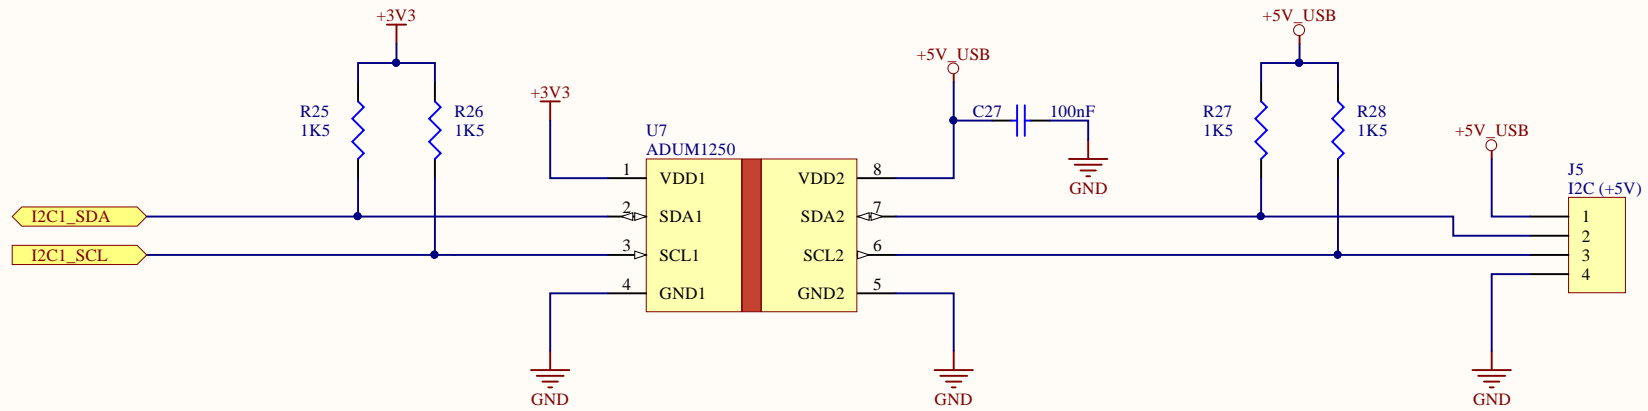 +3V3
+5V_USB
+5V_USB
+3V3
R25
1K5
R26
1K5
C27
100nF
R27
1K5
R28
1K5
+5V_USB
U7
ADUM1250
GND
J5
I2C (+5V)
1
VDD1
VDD2
8
I2C1_SDA
2
SDA1
SDA2
7
1
2
I2C1_SCL
3
SCL1
SCL2
6
3
4
4
GND1
GND2
5
GND
GND
GND